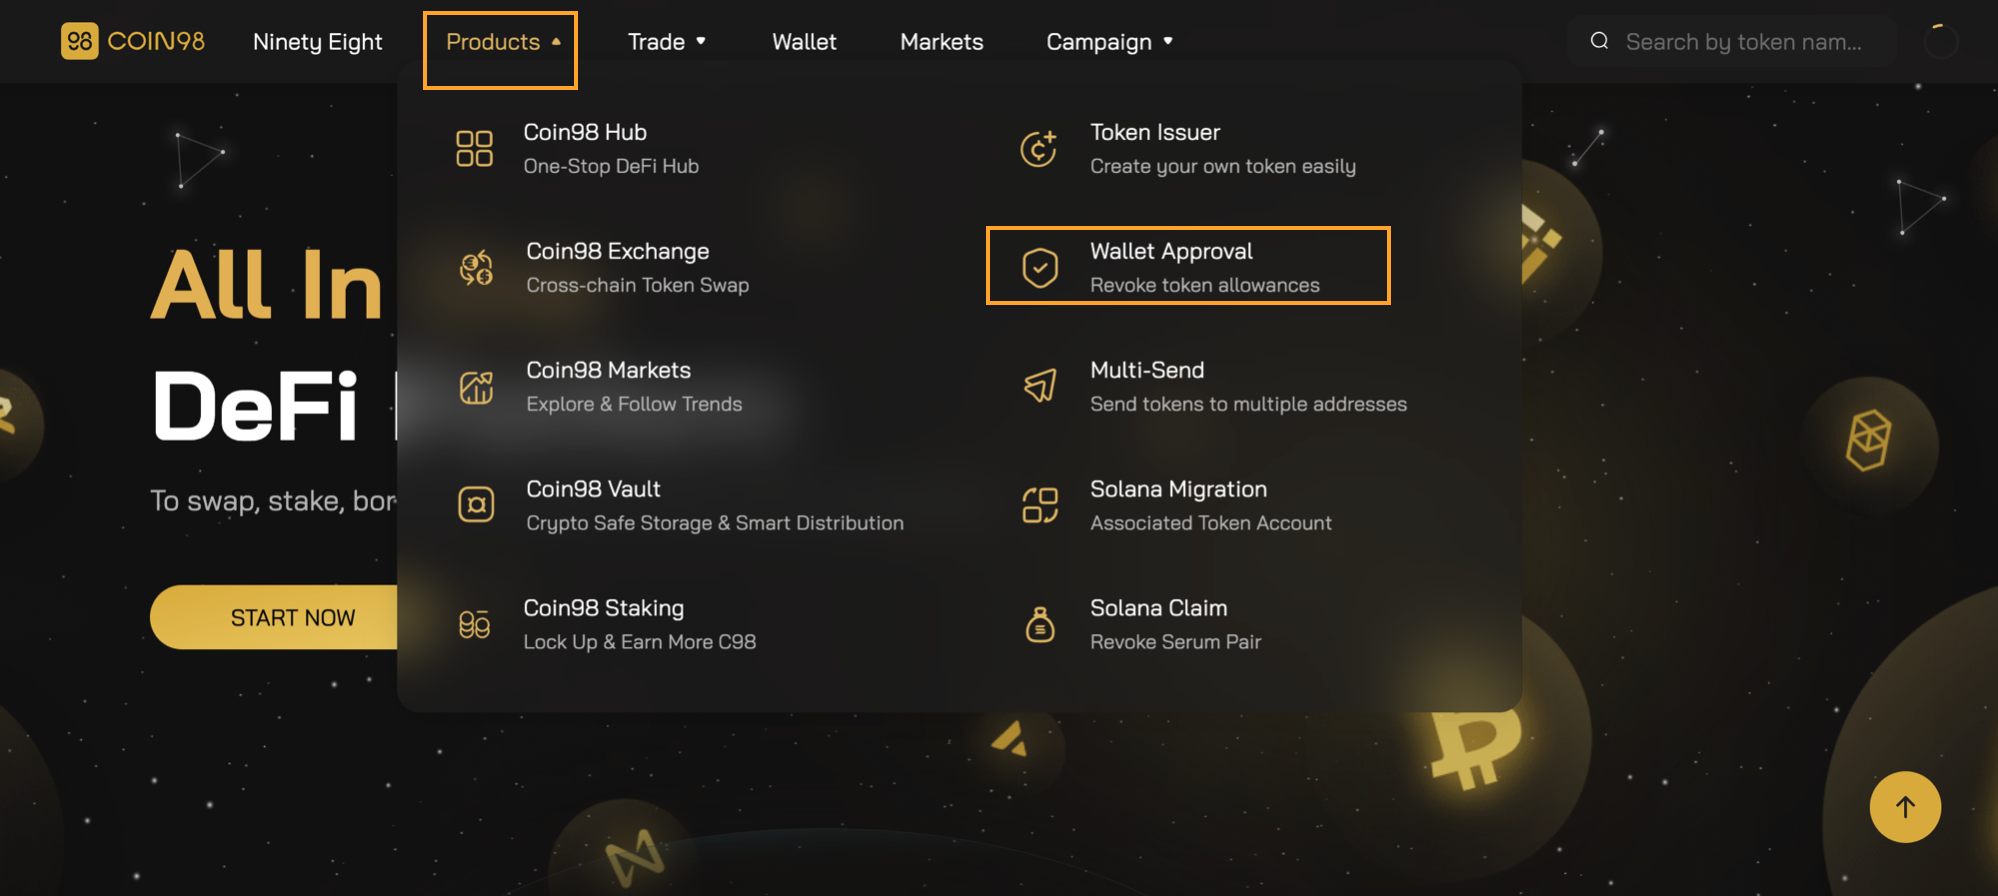 COIN98
Ninety Eight
Products
Trade
Wallet
Markets
Campaign
Search by token nam...
Coin98 Hub
One-Stop DeFi Hub
Token Issuer
Create your own token easily
Coin98 Exchange
Cross-chain Token Swap
Wallet Approval
Revoke token allowances
Coin98 Markets
Explore & Follow Trends
Multi-Send
Send tokens to multiple addresses
Coin98 Vault
Crypto Safe Storage & Smart Distribution
Solana Migration
Associated Token Account
Coin98 Staking
Lock Up & Earn More C98
Solana Claim
Revoke Serum Pair
All In
DeFi
To swap, stake, bor
START NOW